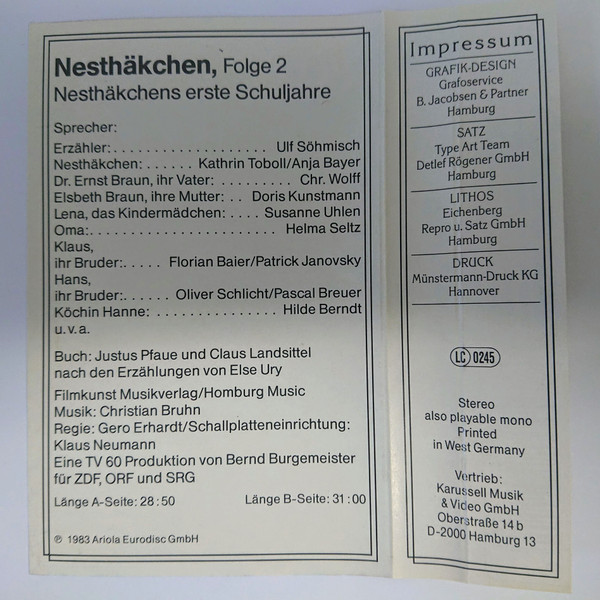 Nesthäkchen, Folge 2
Nesthäkchens erste Schuljahre
Sprecher:
Erzähler: . . . . . . . . . . . . . . . . . . . Ulf Söhmisch
Nesthäkchen: . . . . . . Kathrin Toboll/Anja Bayer
Dr. Ernst Braun, ihr Vater: . . . . . . . . . Chr. Wolff
Elsbeth Braun, ihre Mutter: . . Doris Kunstmann
Lena, das Kindermädchen: . . . . Susanne Uhlen
Oma: . . . . . . . . . . . . . . . . . . . . . Helma Seltz
Klaus,
ihr Bruder: . . . . . Florian Baier/Patrick Janovsky
Hans,
ihr Bruder: . . . . . Oliver Schlicht/Pascal Breuer
Köchin Hanne: . . . . . . . . . . . . . . . Hilde Berndt
u.v.a.
Buch: Justus Pfaue und Claus Landsittel
nach den Erzählungen von Else Ury
Filmkunst Musikverlag/Homburg Music
Musik: Christian Bruhn
Regie: Gero Erhardt/Schallplatteneinrichtung:
Klaus Neumann
Eine TV 60 Produktion von Bernd Burgemeister
für ZDF, ORF und SRG
Länge A-Seite: 28:50 Länge B-Seite: 31:00
℗ 1983 Ariola Eurodisc GmbH
Impressum
GRAFIK-DESIGN
Grafoservice
B. Jacobsen & Partner
Hamburg
SATZ
Type Art Team
Detlef Rögener GmbH
Hamburg
LITHOS
Eichenberg
Repro u. Satz GmbH
Hamburg
DRUCK
Münstermann-Druck KG
Hannover
LC 0245
Stereo
also playable mono
Printed
in West Germany
Vertrieb:
Karussell Musik
& Video GmbH
Oberstraße 14 b
D-2000 Hamburg 13